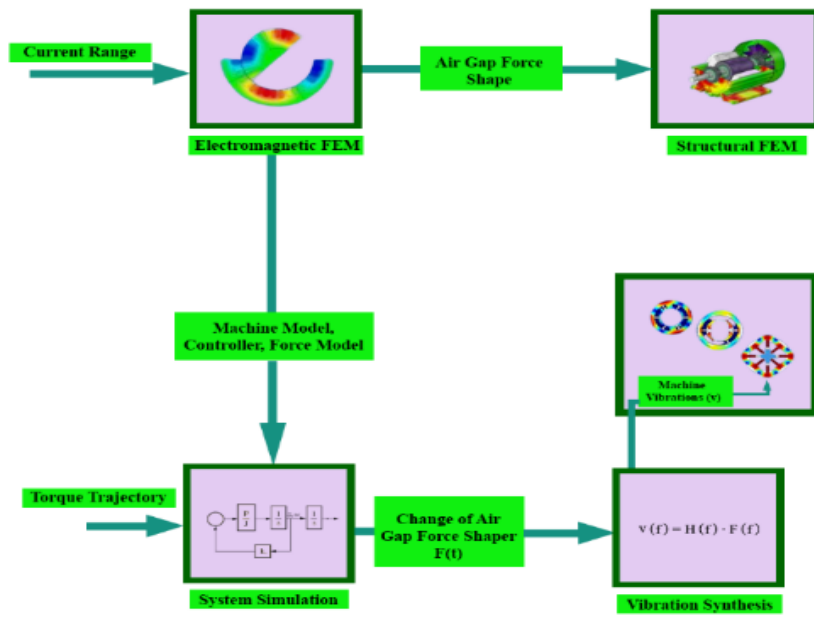 Current Range
Air Gap Force
Shape
Electromagnetic FEM
Structural FEM
Machine Model,
Controller, Force Model
Machine
Vibrations (v)
Torque Trajectory
Change of Air
Gap Force Shaper
F(t)
v(f) = H(f) · F(f)
System Simulation
Vibration Synthesis